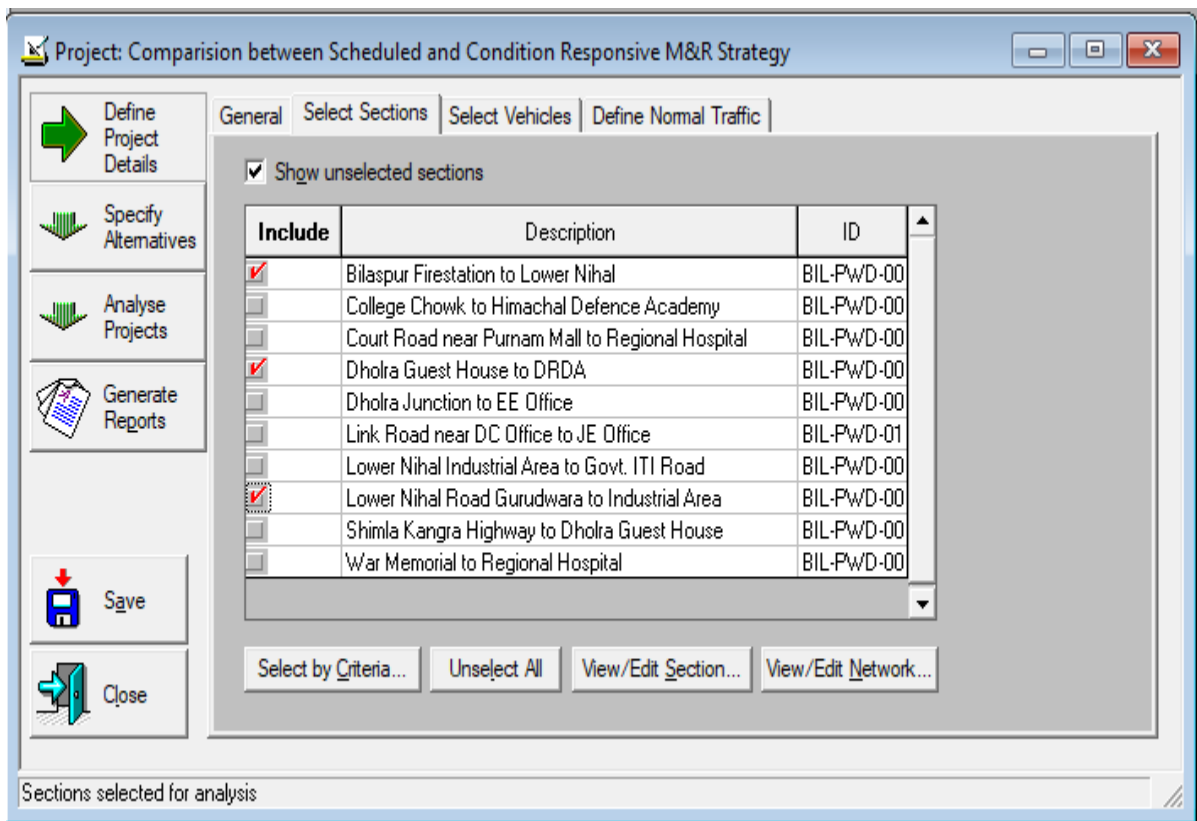 Project: Comparision between Scheduled and Condition Responsive M&R Strategy
Define
Project
Details
Specify
Alternatives
Analyse
Projects
Generate
Reports
Save
Close
General Select Sections Select Vehicles Define Normal Traffic
Show unselected sections
Include Description ID
Bilaspur Firestation to Lower Nihal BIL-PWD-00
College Chowk to Himachal Defence Academy BIL-PWD-00
Court Road near Purnam Mall to Regional Hospital BIL-PWD-00
Dholra Guest House to DRDA BIL-PWD-00
Dholra Junction to EE Office BIL-PWD-00
Link Road near DC Office to JE Office BIL-PWD-01
Lower Nihal Industrial Area to Govt. ITI Road BIL-PWD-00
Lower Nihal Road Gurudwara to Industrial Area BIL-PWD-00
Shimla Kangra Highway to Dholra Guest House BIL-PWD-00
War Memorial to Regional Hospital BIL-PWD-00
Select by Criteria... Unselect All View/Edit Section... View/Edit Network...
Sections selected for analysis